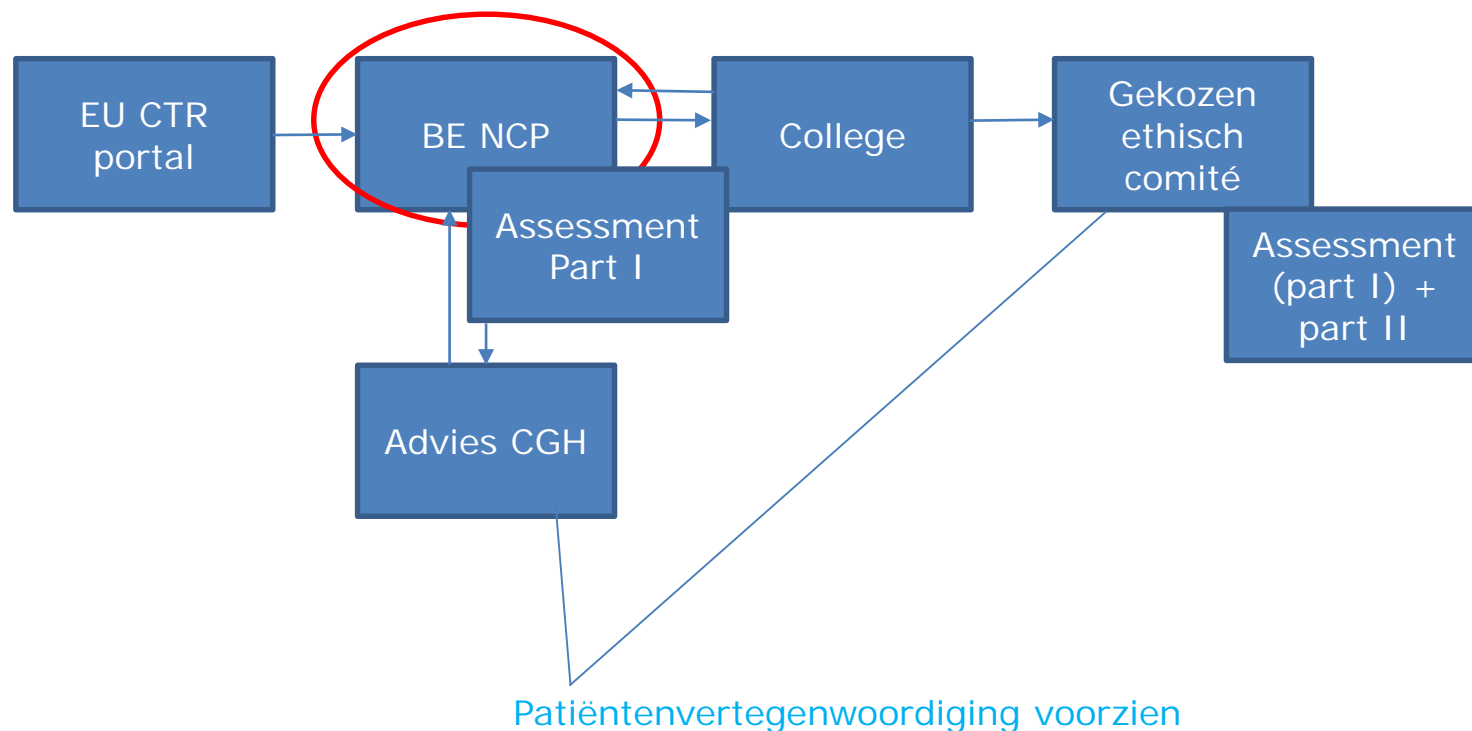 EU CTR
portal
BE NCP
College
Gekozen
ethisch
comité
Assessment
Part I
Assessment
(part I) +
part II
Advies CGH
Patiëntenvertegenwoordiging voorzien